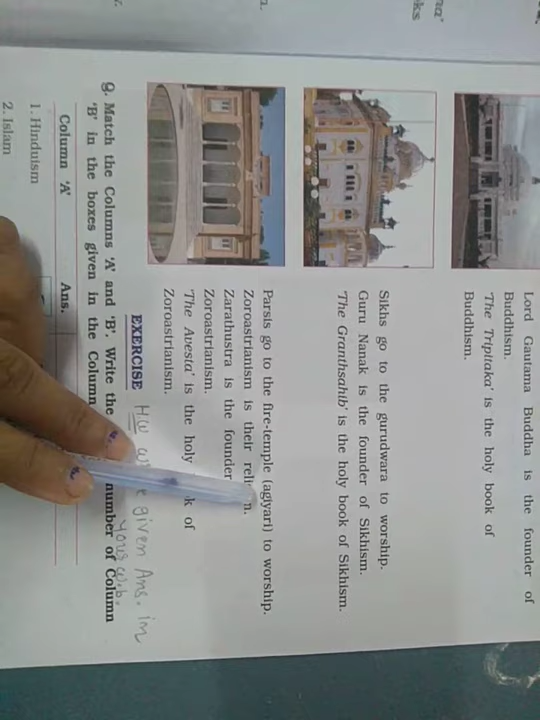 Lord Gautama Buddha is the founder of
Buddhism.
'The Tripitaka' is the holy book of
Buddhism.
Sikhs go to the gurudwara to worship.
Guru Nanak is the founder of Sikhism.
'The Granthsahib' is the holy book of Sikhism.
Parsis go to the fire-temple (agiyari) to worship.
Zoroastrianism is their
Zarathustra is the founder
Zoroastrianism.
'The Avesta' is the holy of
Zoroastrianism.
EXERCISE
H.W given Ans. in
your w.b.
Q. Match the Columns 'A' and 'B'. Write the number of Column
'B' in the boxes given in the Column
Column 'A' Ans.
1. Hinduism
2. Islam